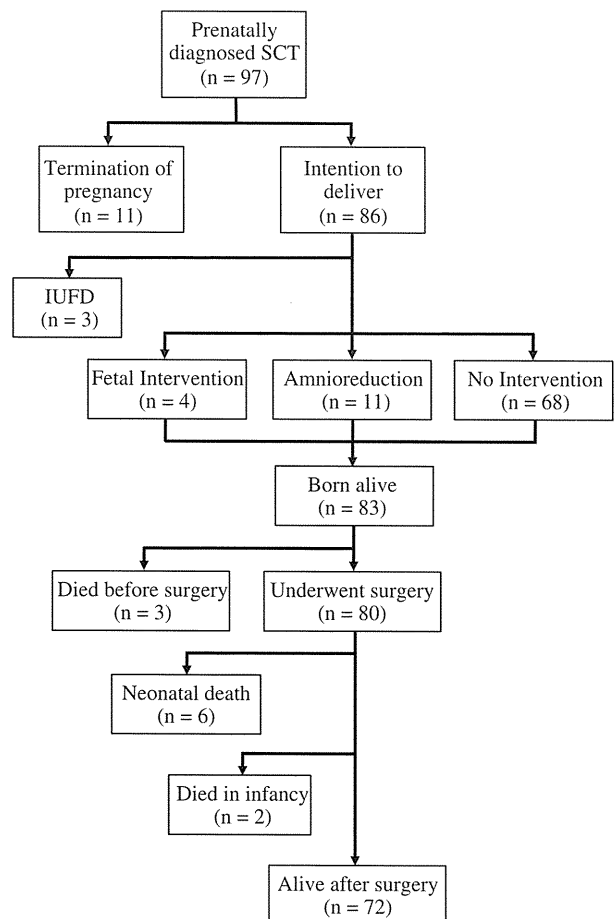 Prenatally
diagnosed SCT
(n = 97)
Termination of
pregnancy
(n = 11)
Intention to
deliver
(n = 86)
IUFD
(n = 3)
Fetal Intervention
(n = 4)
Amnioreduction
(n = 11)
No Intervention
(n = 68)
Born alive
(n = 83)
Died before surgery
(n = 3)
Underwent surgery
(n = 80)
Neonatal death
(n = 6)
Died in infancy
(n = 2)
Alive after surgery
(n = 72)